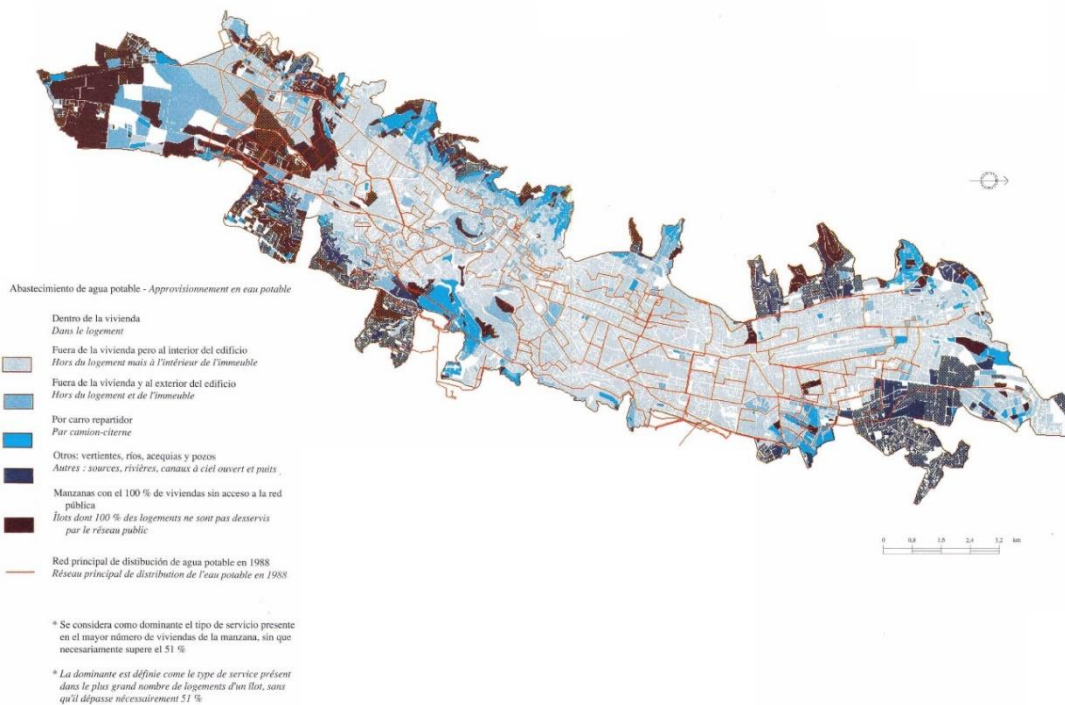 Abastecimiento de agua potable - Approvisionnement en eau potable
Dentro de la vivienda
Dans le logement
Fuera de la vivienda pero al interior del edificio
Hors du logement mais à l'intérieur de l'immeuble
Fuera de la vivienda y al exterior del edificio
Hors du logement et de l'immeuble
Por carro repartidor
Par camion-citerne
Otros: vertientes, ríos, acequias y pozos
Autres : sources, rivières, canaux à ciel ouvert et puits
Manzanas con el 100 % de viviendas sin acceso a la red
pública
Îlots dont 100 % des logements ne sont pas desservis
par le réseau public
Red principal de distibución de agua potable en 1988
Réseau principal de distribution de l'eau potable en 1988
* Se considera como dominante el tipo de servicio presente
en el mayor número de viviendas de la manzana, sin que
necesariamente supere el 51 %
* La dominante est définie come le type de service présent
dans le plus grand nombre de logements d'un îlot, sans
qu'il dépasse nécessairement 51 %
0 0,8 1,6 2,4 3,2 km